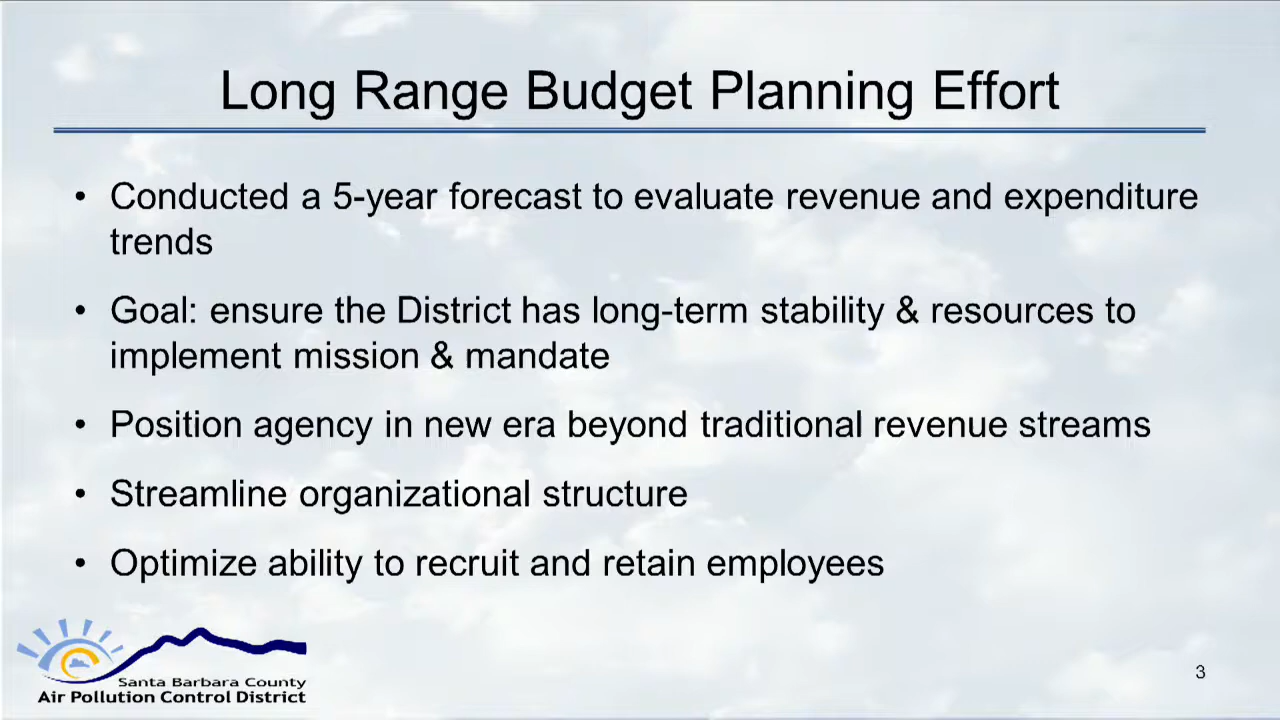 Long Range Budget Planning Effort
• Conducted a 5-year forecast to evaluate revenue and expenditure
trends
• Goal: ensure the District has long-term stability & resources to
implement mission & mandate
• Position agency in new era beyond traditional revenue streams
• Streamline organizational structure
• Optimize ability to recruit and retain employees
Santa Barbara County
Air Pollution Control District
3